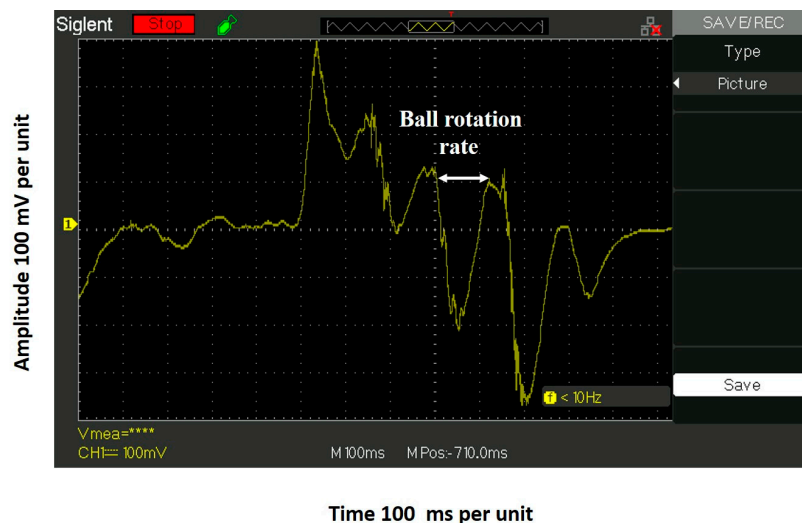 Siglent Stop SAVE/REC
Type
Picture
Ball rotation
rate
1
Amplitude 100 mV per unit
Save
f < 10Hz
Vmea=****
CH1 100mV M 100ms M Pos:-710.0ms
Time 100 ms per unit